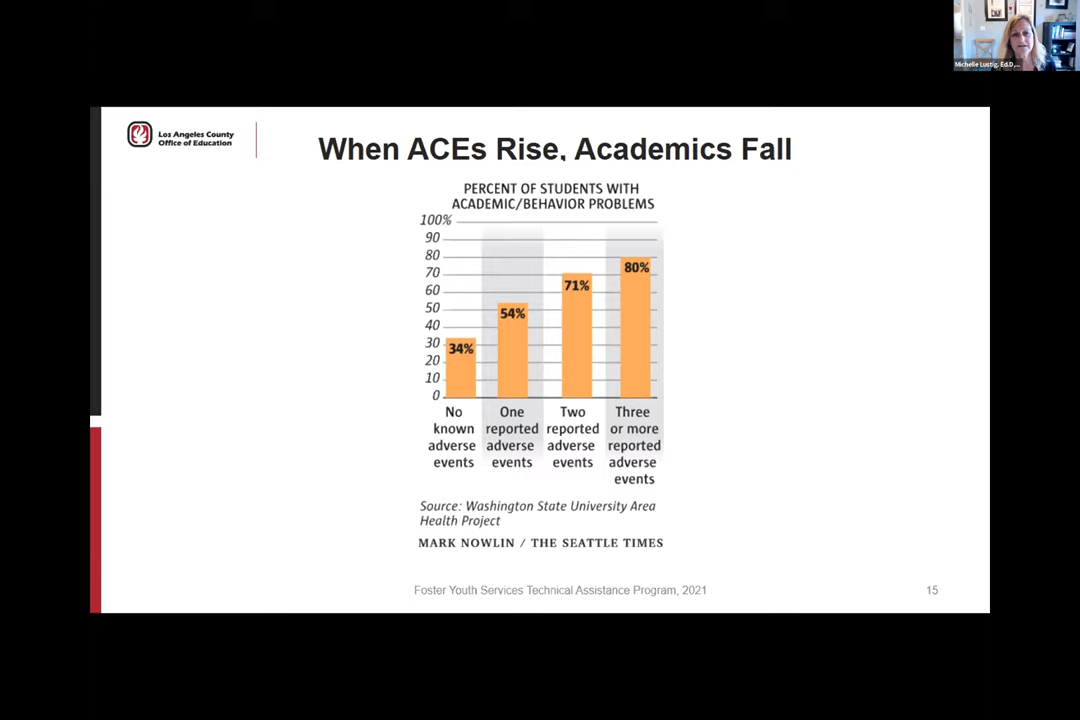 Michelle Lustig, Ed.D,...
Los Angeles County
Office of Education
When ACEs Rise, Academics Fall
PERCENT OF STUDENTS WITH
ACADEMIC/BEHAVIOR PROBLEMS
100%
90
80
70
60
50
40
30
20
10
0
34%
54%
71%
80%
No known adverse events
One reported adverse events
Two reported adverse events
Three or more reported adverse events
Source: Washington State University Area
Health Project
MARK NOWLIN / THE SEATTLE TIMES
Foster Youth Services Technical Assistance Program, 2021
15